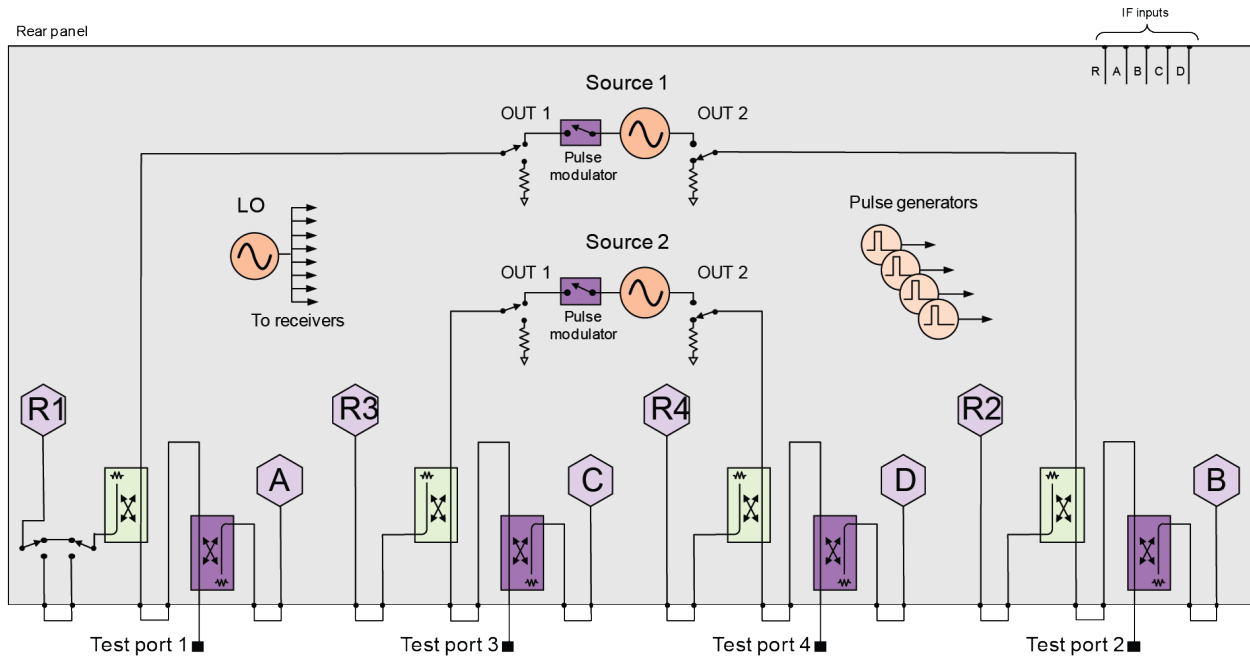 IF inputs
Rear panel
R A B C D
Source 1
OUT 1
OUT 2
Pulse
modulator
LO
To receivers
Pulse generators
Source 2
OUT 1
OUT 2
Pulse
modulator
R1
R3
R4
R2
A
C
D
B
Test port 1
Test port 3
Test port 4
Test port 2